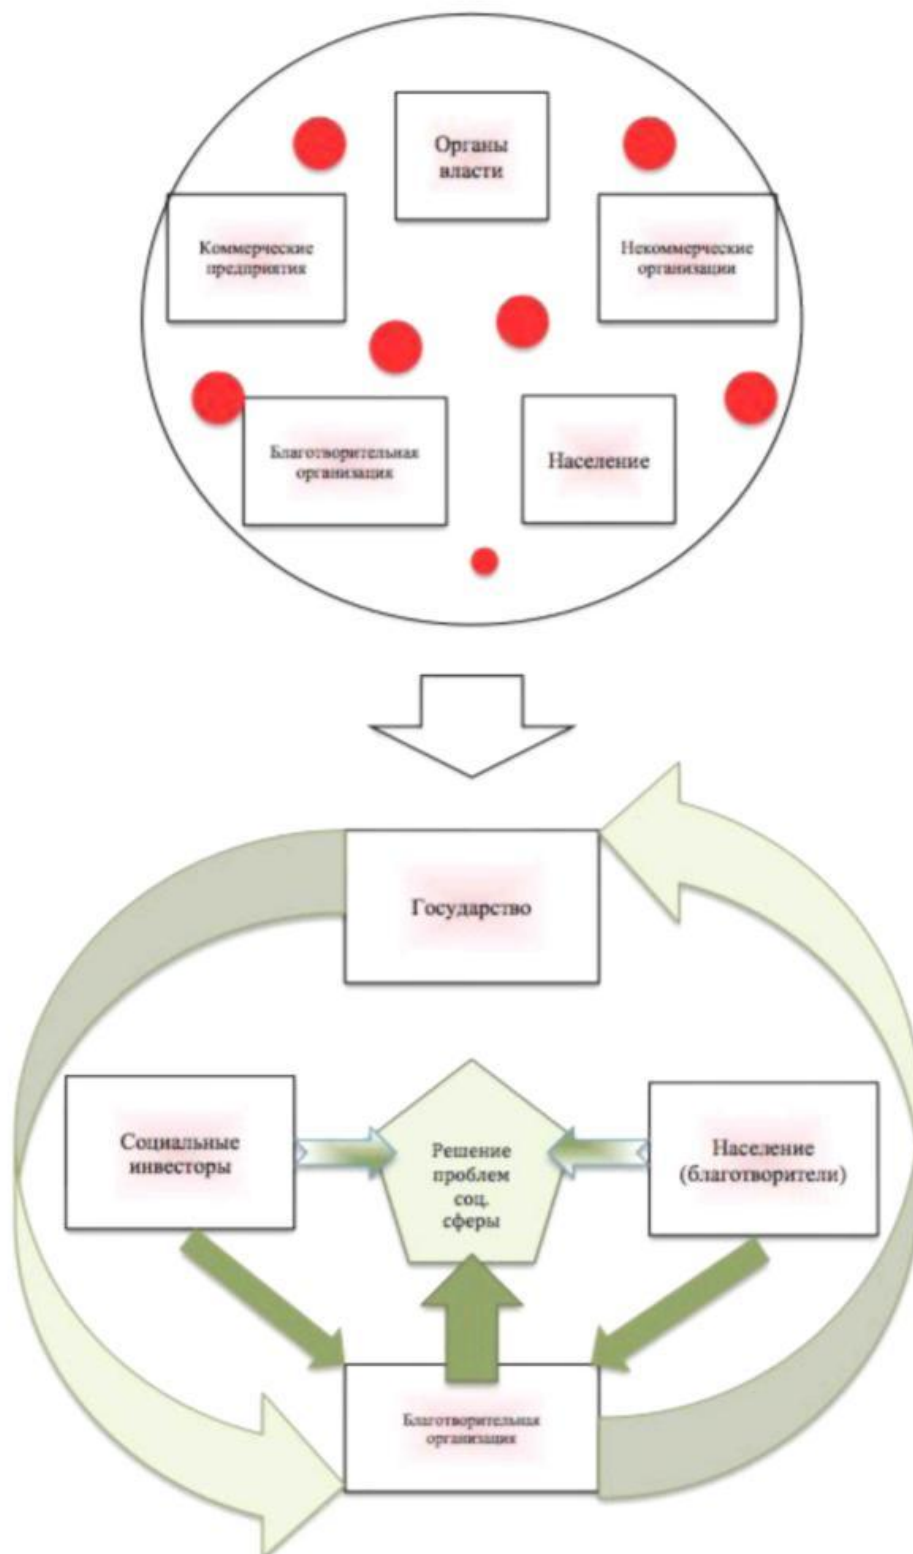 Органы
власти
Коммерческие
предприятия
Некоммерческие
организации
Благотворительная
организация
Население
Государство
Социальные
инвесторы
Решение
проблем
соц.
сферы
Население
(благотворители)
Благотворительная
организация